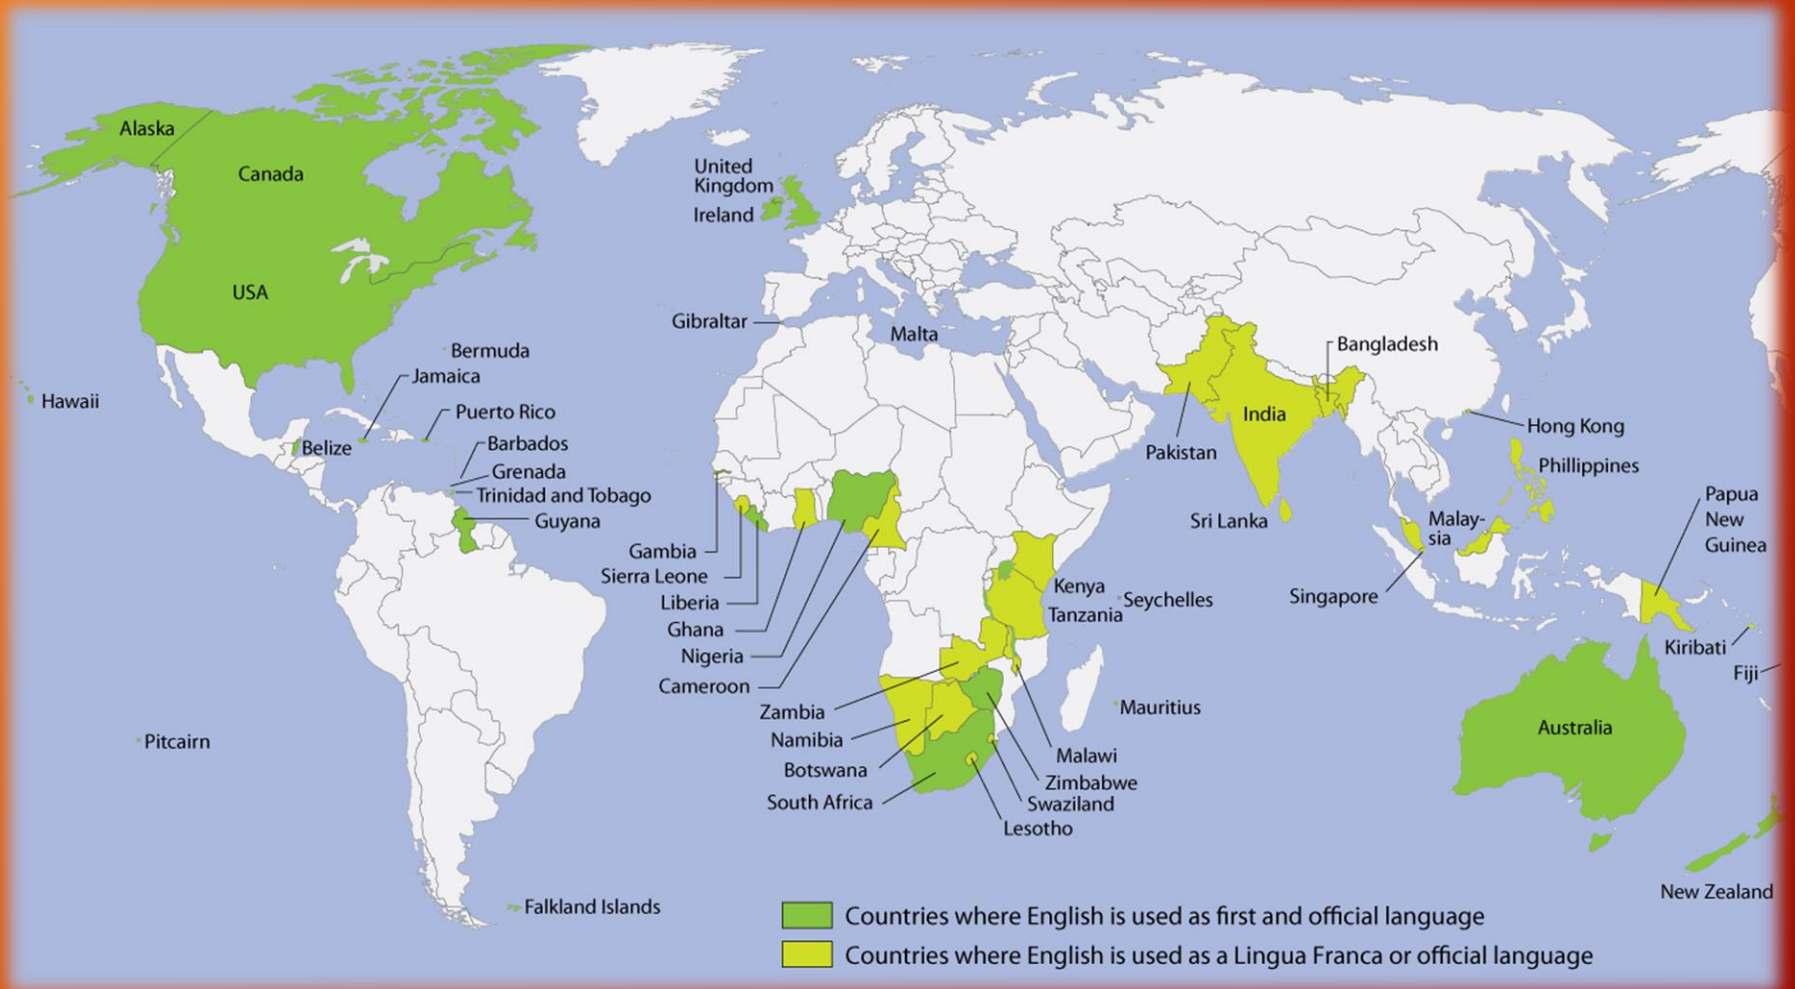 Alaska
Canada
USA
Hawaii
Bermuda
Jamaica
Puerto Rico
Belize
Barbados
Grenada
Trinidad and Tobago
Guyana
Pitcairn
Falkland Islands
United
Kingdom
Ireland
Gibraltar
Malta
Gambia
Sierra Leone
Liberia
Ghana
Nigeria
Cameroon
Zambia
Namibia
Botswana
South Africa
Kenya
Tanzania
Seychelles
Mauritius
Malawi
Zimbabwe
Swaziland
Lesotho
Bangladesh
India
Pakistan
Sri Lanka
Hong Kong
Phillippines
Malay-
sia
Singapore
Papua
New
Guinea
Kiribati
Fiji
Australia
New Zealand
Countries where English is used as first and official language
Countries where English is used as a Lingua Franca or official language